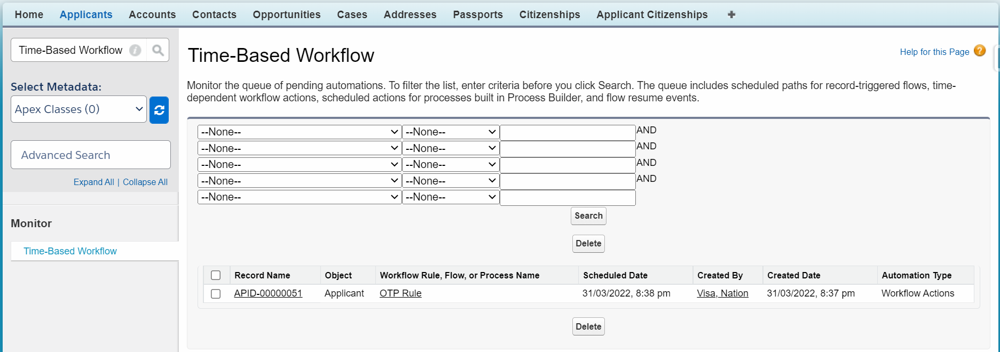 Home Applicants Accounts Contacts Opportunities Cases Addresses Passports Citizenships Applicant Citizenships
Time-Based Workflow
Select Metadata:
Apex Classes (0)
Advanced Search
Expand All | Collapse All
Monitor
Time-Based Workflow
Time-Based Workflow
Help for this Page ?
Monitor the queue of pending automations. To filter the list, enter criteria before you click Search. The queue includes scheduled paths for record-triggered flows, time-
dependent workflow actions, scheduled actions for processes built in Process Builder, and flow resume events.
--None-- --None-- AND
--None-- --None-- AND
--None-- --None-- AND
--None-- --None-- AND
--None-- --None--
Search
Delete
Record Name Object Workflow Rule, Flow, or Process Name Scheduled Date Created By Created Date Automation Type
APID-00000051 Applicant OTP Rule 31/03/2022, 8:38 pm Visa, Nation 31/03/2022, 8:37 pm Workflow Actions
Delete